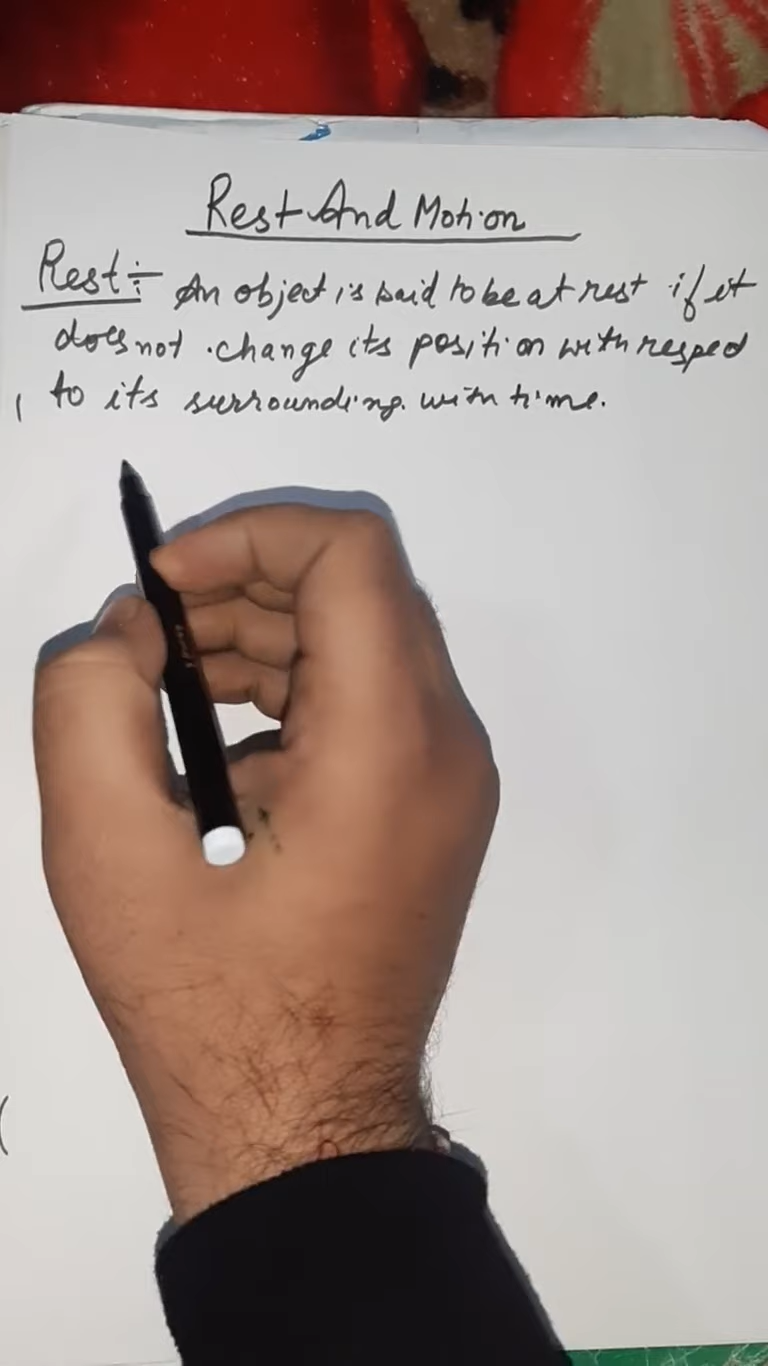 Rest And Motion
Rest÷ An object is said to be at rest if it
does not change its position with resped
to its surrounding. with time.